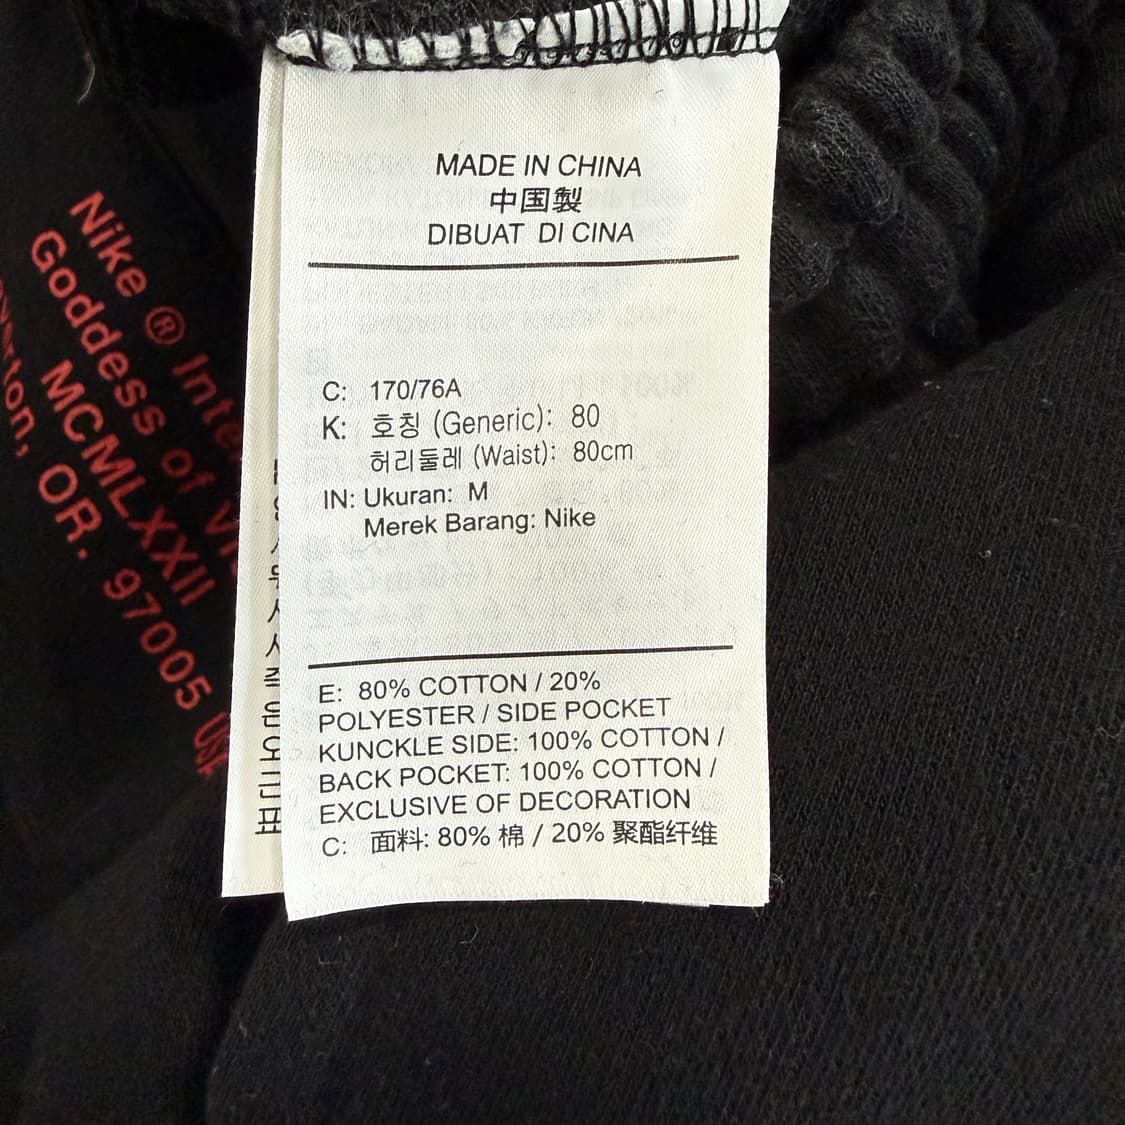 MADE IN CHINA
中国製
DIBUAT DI CINA
C: 170/76A
K: 호칭 (Generic): 80
허리둘레 (Waist): 80cm
IN: Ukuran: M
Merek Barang: Nike
E: 80% COTTON / 20%
POLYESTER / SIDE POCKET
KUNCKLE SIDE: 100% COTTON /
BACK POCKET: 100% COTTON /
EXCLUSIVE OF DECORATION
C: 面料: 80% 棉 / 20% 聚酯纤维
Nike ® Inte
Goddess of Vi
MCMLXXII
OR. 97005 US